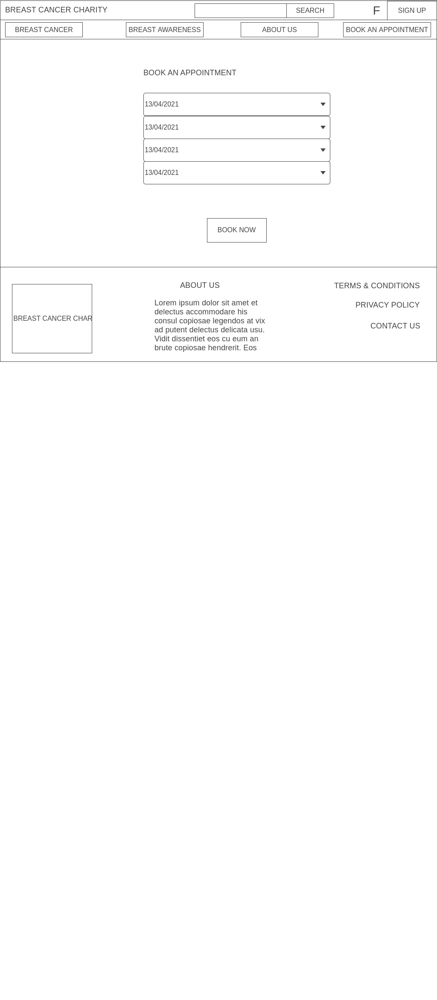 BREAST CANCER CHARITY
SEARCH
F
SIGN UP
BREAST CANCER
BREAST AWARENESS
ABOUT US
BOOK AN APPOINTMENT
BOOK AN APPOINTMENT
13/04/2021
13/04/2021
13/04/2021
13/04/2021
BOOK NOW
BREAST CANCER CHAR
ABOUT US
Lorem ipsum dolor sit amet et
delectus accommodare his
consul copiosae legendos at vix
ad putent delectus delicata usu.
Vidit dissentiet eos cu eum an
brute copiosae hendrerit. Eos
TERMS & CONDITIONS
PRIVACY POLICY
CONTACT US